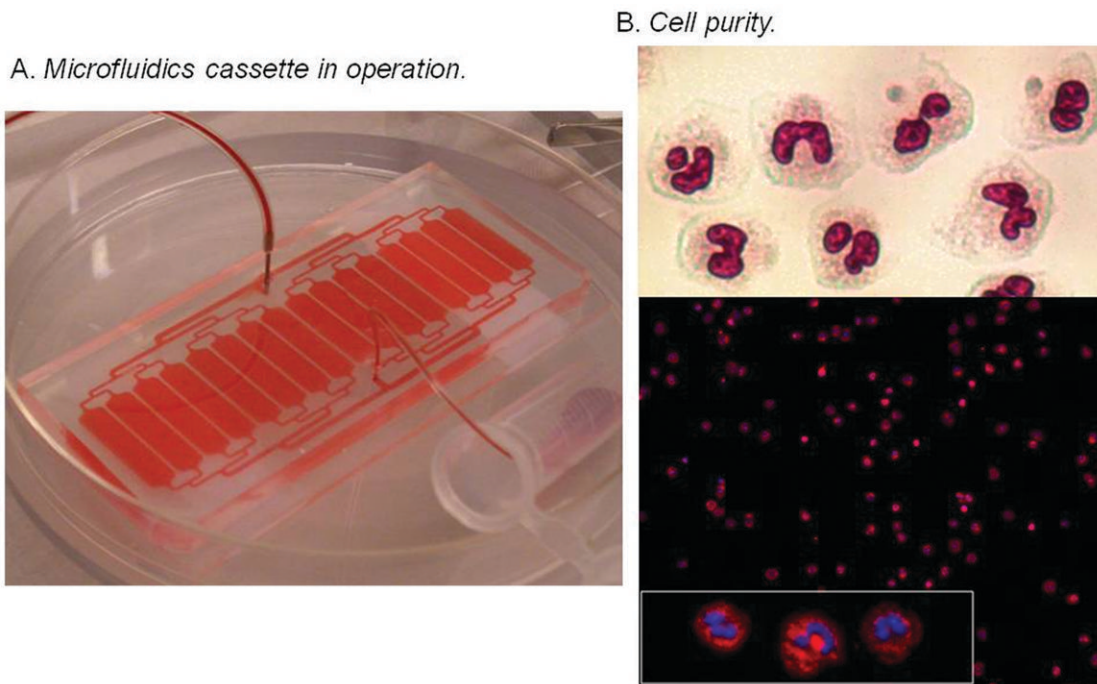 A. Microfluidics cassette in operation.
B. Cell purity.